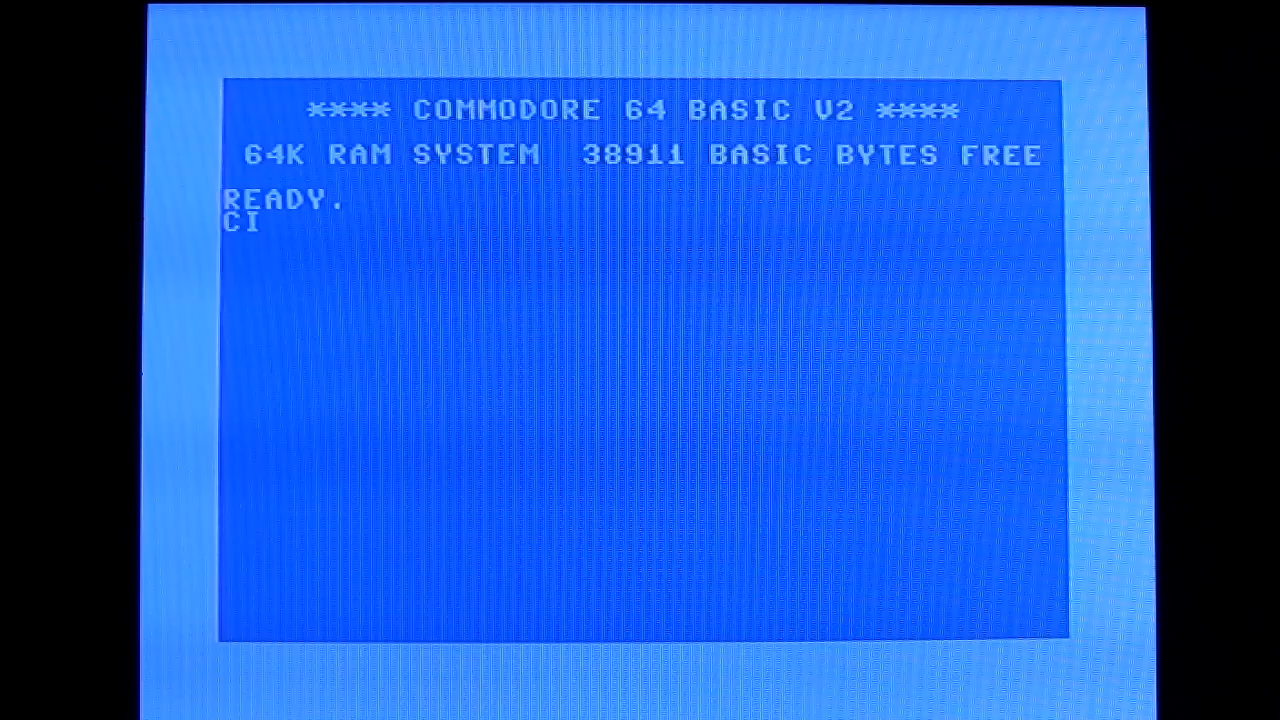 **** COMMODORE 64 BASIC V2 ****
64K RAM SYSTEM  38911 BASIC BYTES FREE
READY.
CI